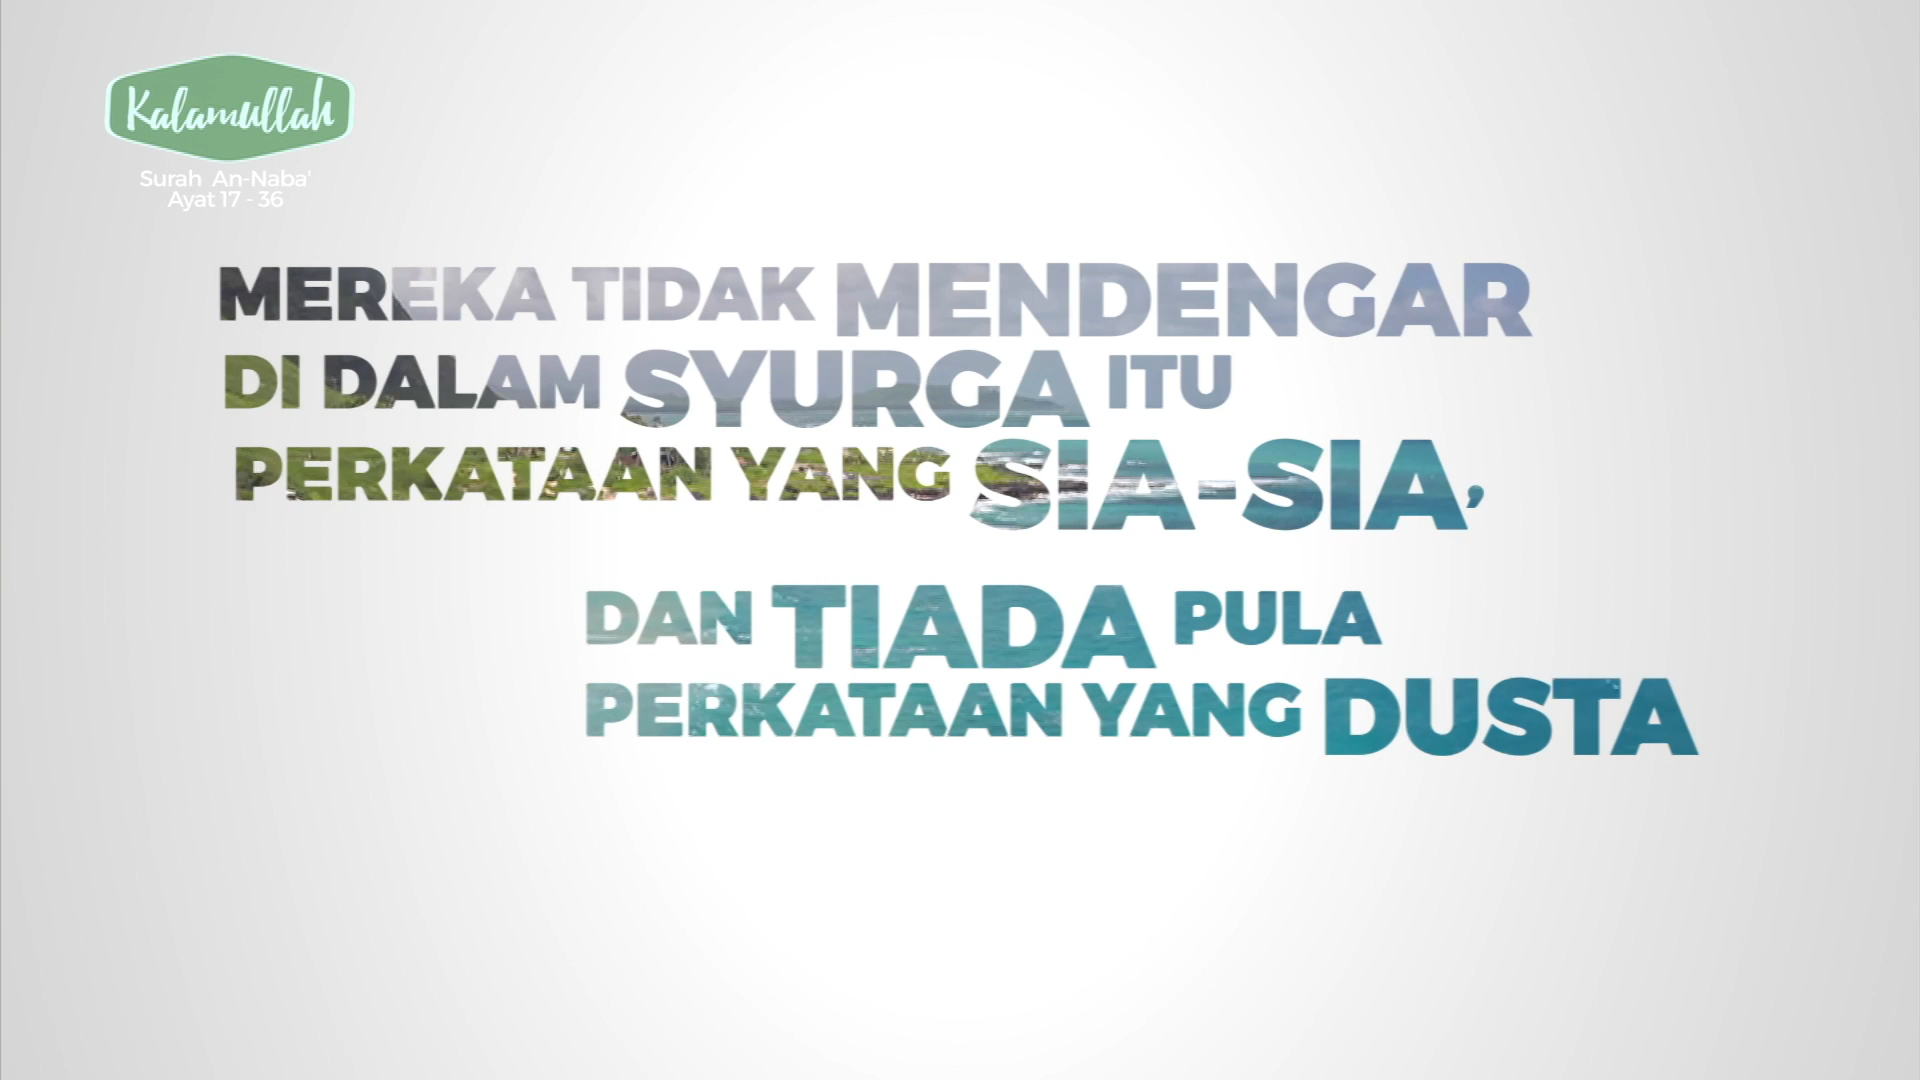 Kalamullah
Surah An-Naba'
Ayat 17 - 36
MEREKA TIDAK MENDENGAR
DI DALAM SYURGA ITU
PERKATAAN YANG SIA-SIA,
DAN TIADA PULA
PERKATAAN YANG DUSTA